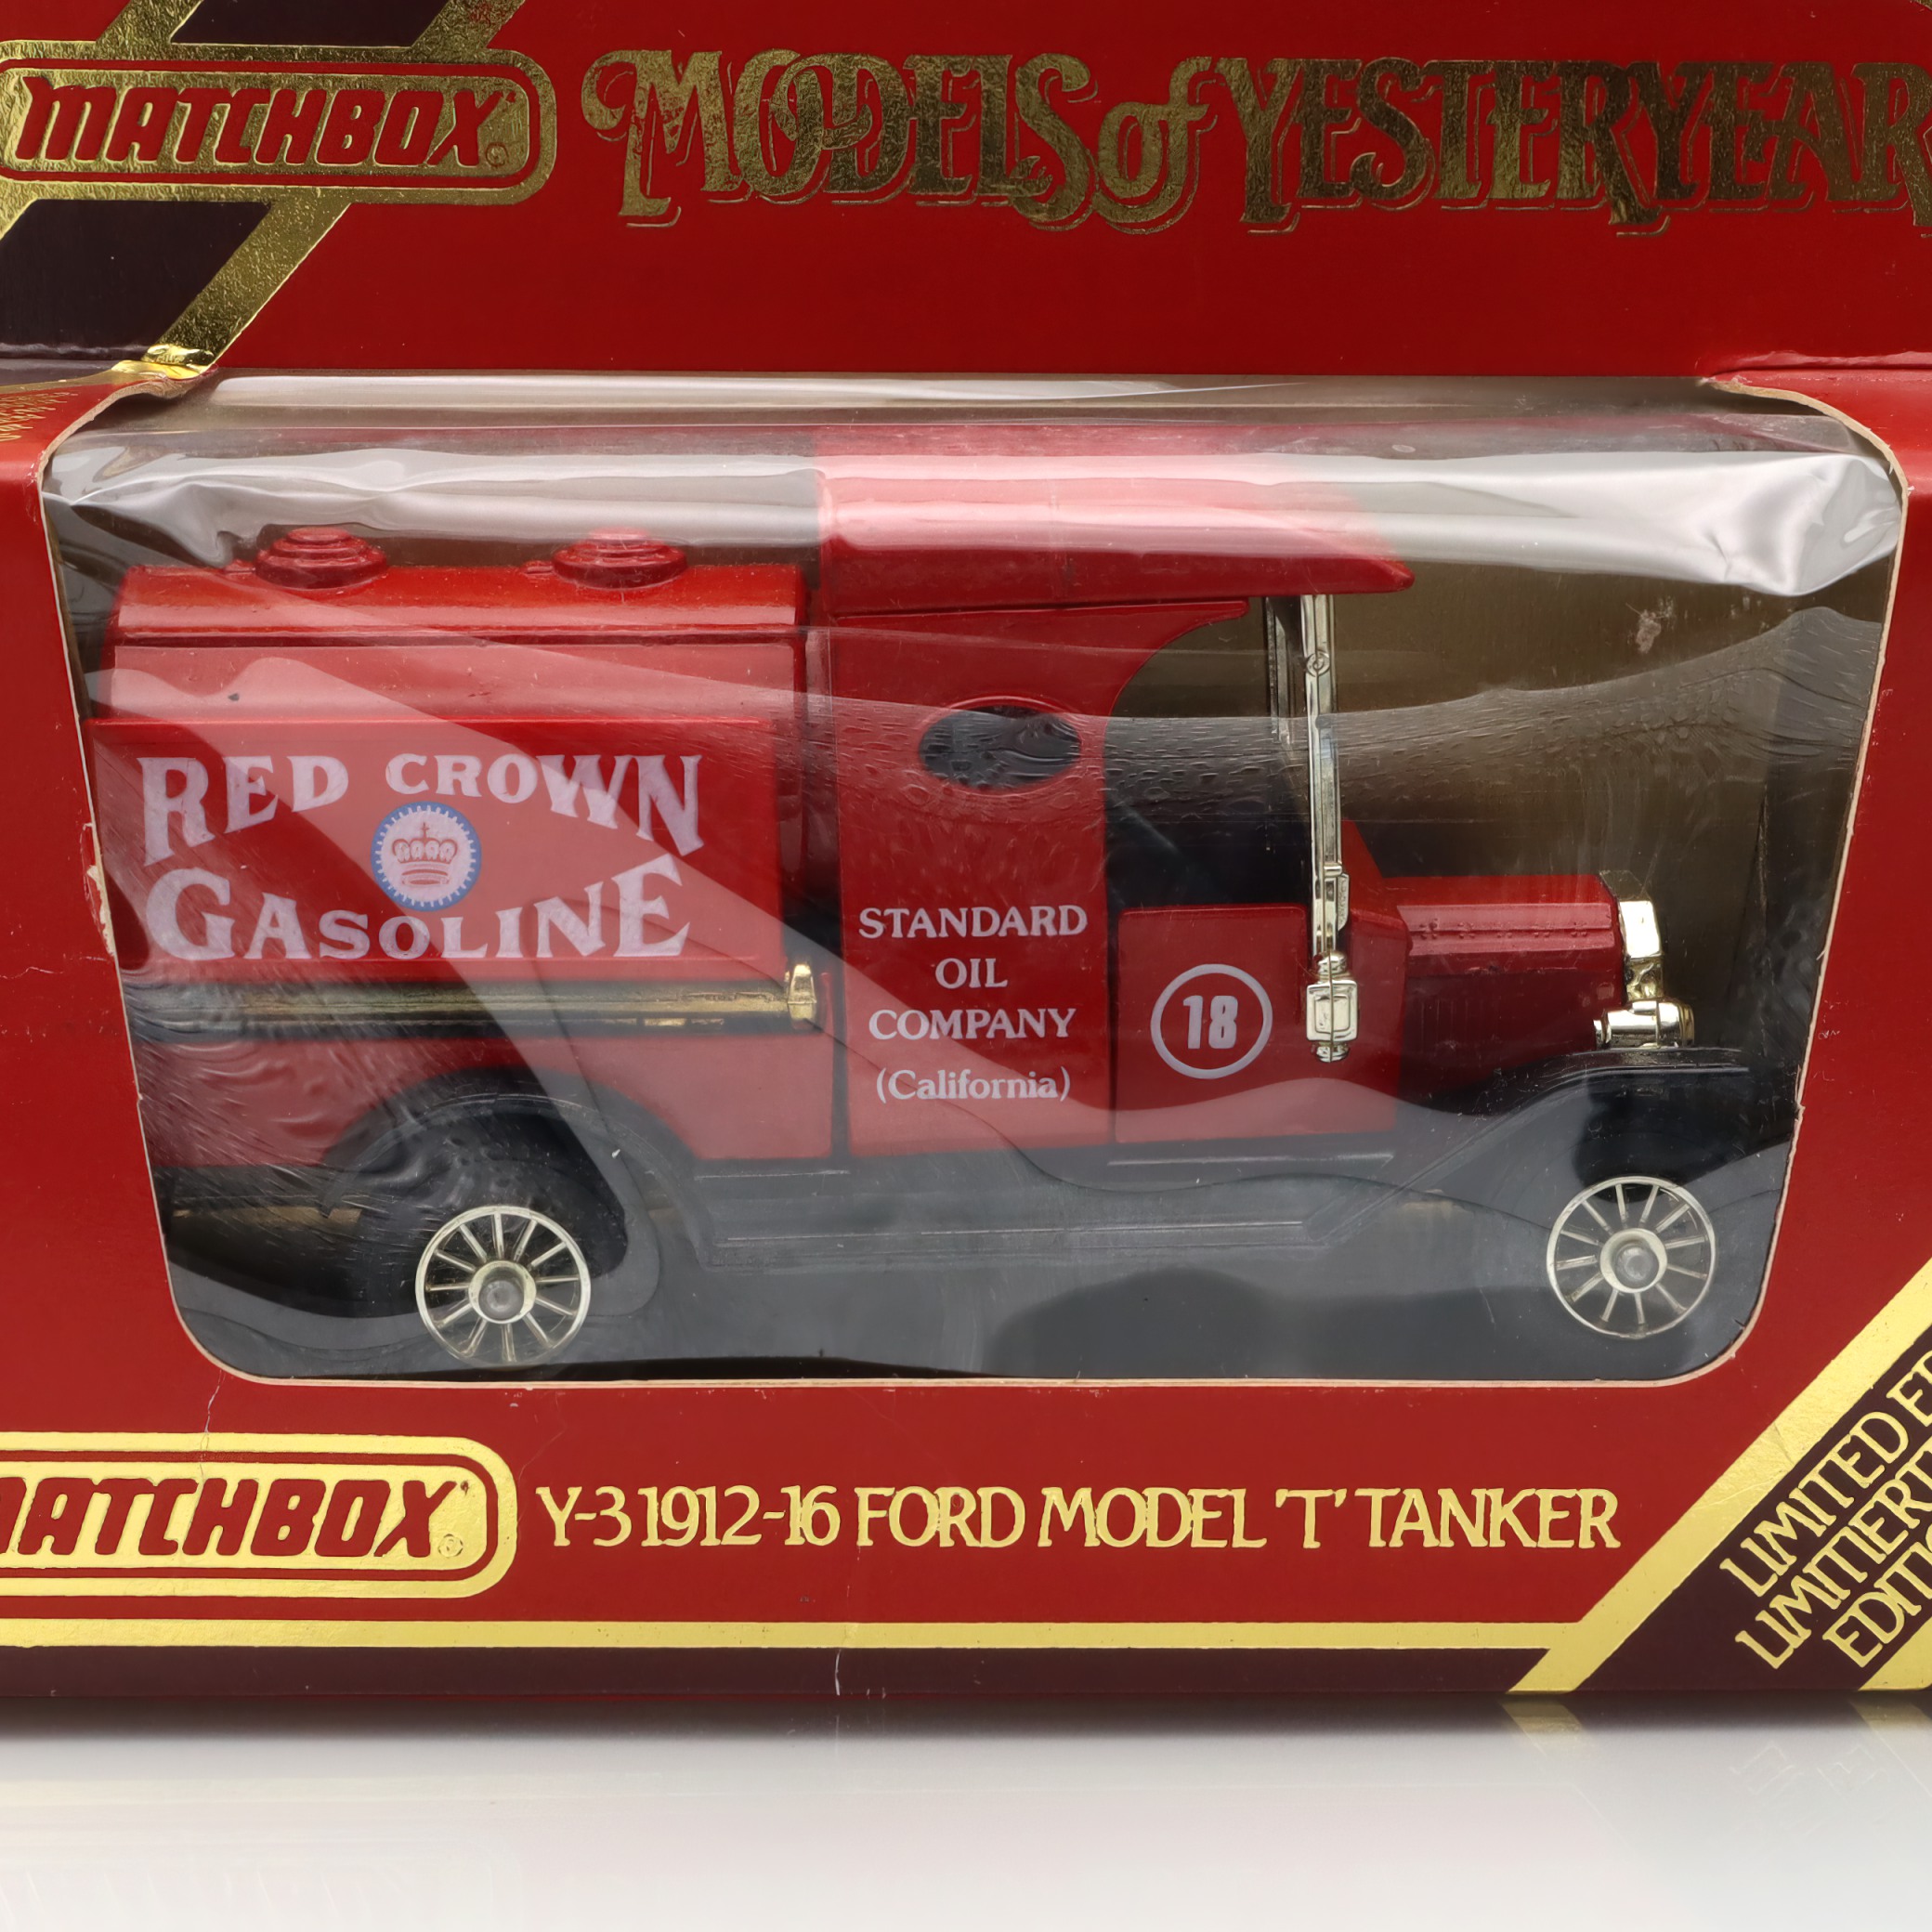 MATCHBOX
MODELS of YESTERYEAR
RED CROWN
GASOLINE
STANDARD
OIL
COMPANY
(California)
18
MATCHBOX
Y-3 1912-16 FORD MODEL 'T' TANKER
LIMITED